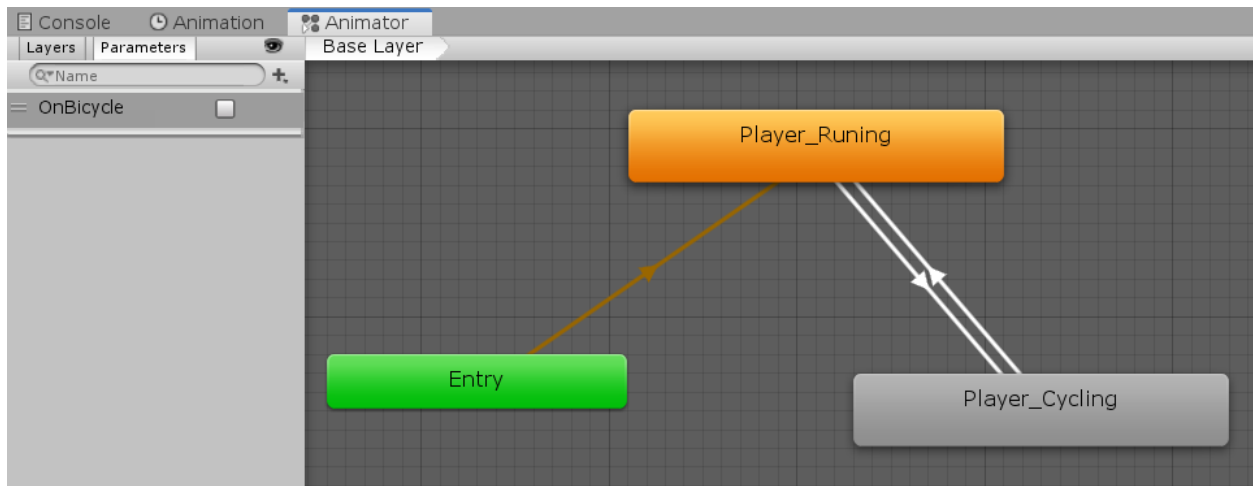 Console Animation Animator
Layers Parameters Base Layer
Name
OnBicycle
Player_Runing
Entry
Player_Cycling